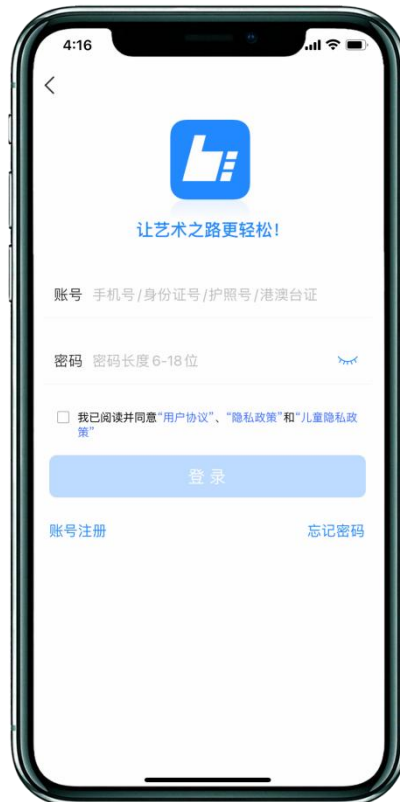 4:16
让艺术之路更轻松!
账号 手机号/身份证号/护照号/港澳台证
密码 密码长度6-18位
我已阅读并同意“用户协议”、“隐私政策”和“儿童隐私政
策”
登录
账号注册 忘记密码